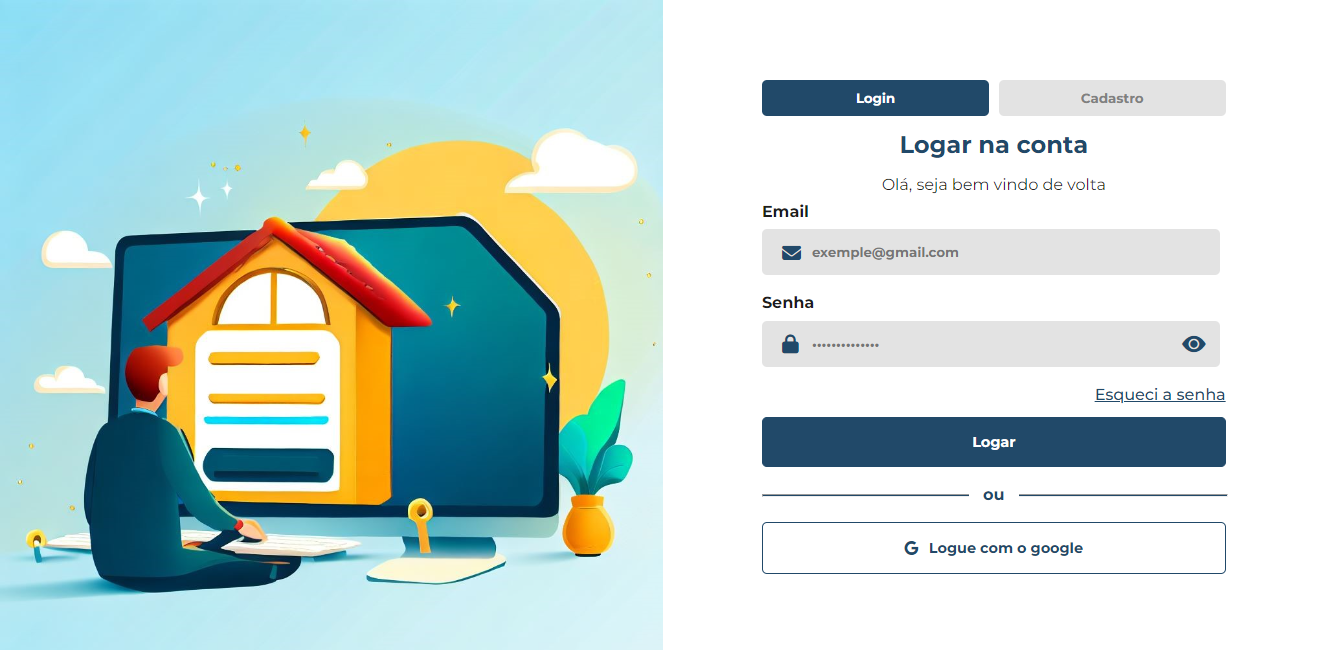 Login
Cadastro
Logar na conta
Olá, seja bem vindo de volta
Email
exemple@gmail.com
Senha
••••••••••••••
Esqueci a senha
Logar
ou
G Logue com o google